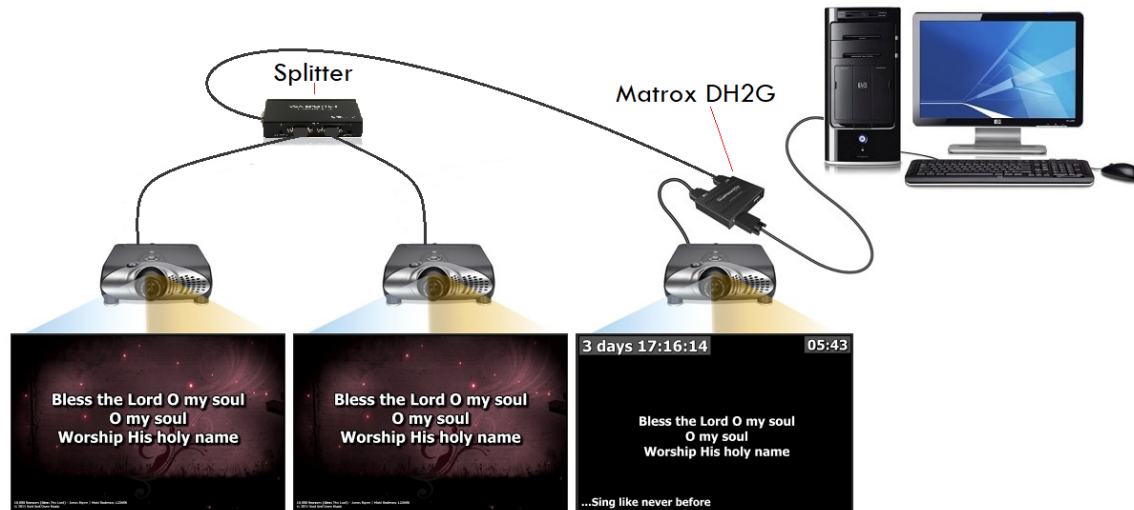 Splitter
Matrox DH2G
Bless the Lord O my soul
O my soul
Worship His holy name
Bless the Lord O my soul
O my soul
Worship His holy name
3 days 17:16:14
05:43
Bless the Lord O my soul
O my soul
Worship His holy name
...Sing like never before